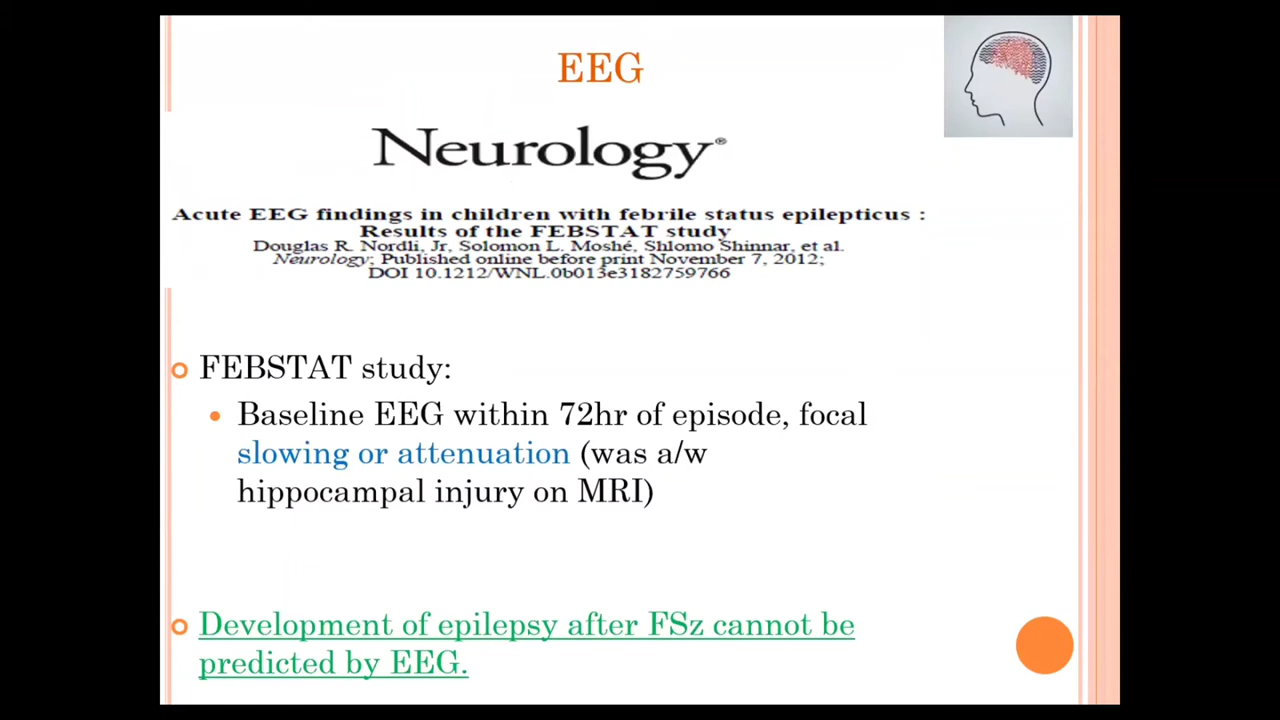 EEG
Neurology®
Acute EEG findings in children with febrile status epilepticus :
Results of the FEBSTAT study
Douglas R. Nordli, Jr, Solomon L. Moshé, Shlomo Shinnar, et al.
Neurology; Published online before print November 7, 2012;
DOI 10.1212/WNL.0b013e3182759766
FEBSTAT study:
Baseline EEG within 72hr of episode, focal
slowing or attenuation (was a/w
hippocampal injury on MRI)
Development of epilepsy after FSz cannot be
predicted by EEG.